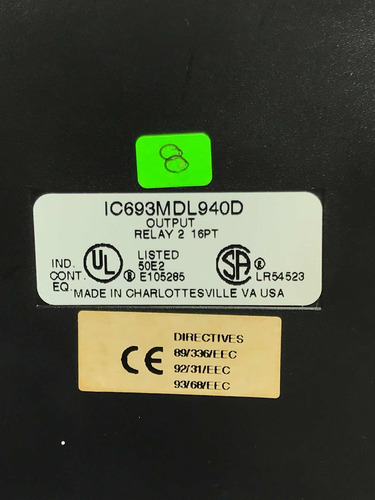 8
IC693MDL940D
OUTPUT
RELAY 2 16PT
IND. CONT. EQ.
UL
LISTED
50E2
® E105285
SA ®
LR54523
MADE IN CHARLOTTESVILLE VA USA
CE
DIRECTIVES
89/336/EEC
92/31/EEC
93/68/EEC